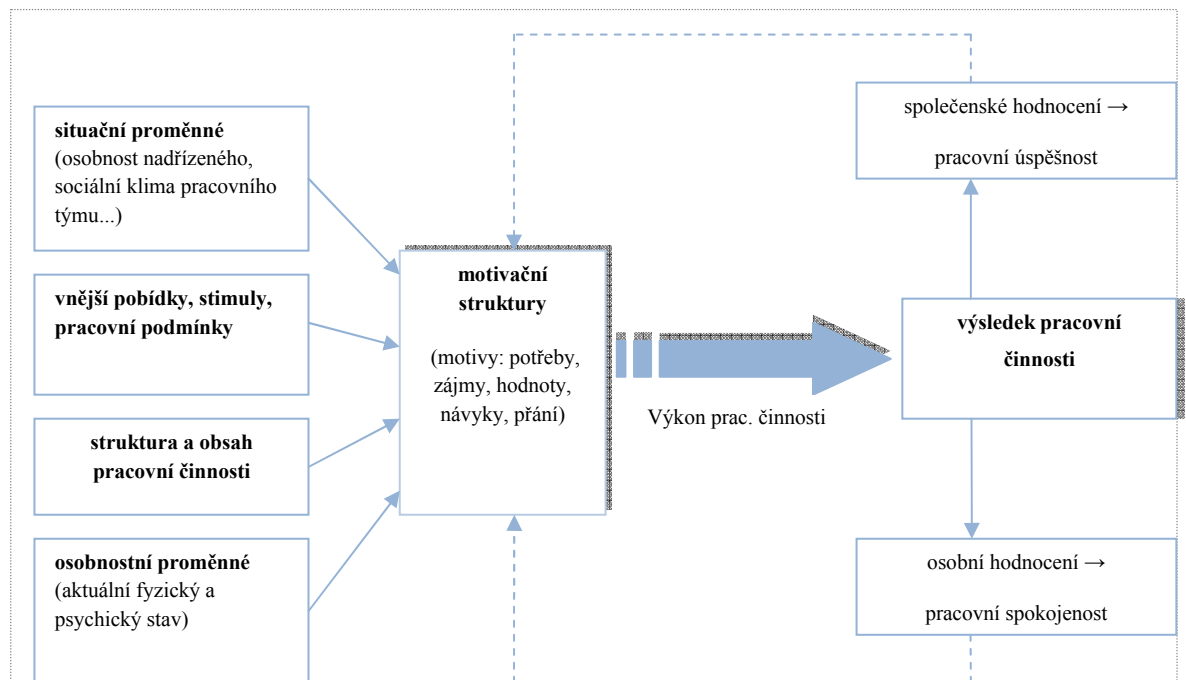 situační proměnné
(osobnost nadřízeného,
sociální klima pracovního
týmu...)
vnější pobídky, stimuly,
pracovní podmínky
struktura a obsah
pracovní činnosti
osobnostní proměnné
(aktuální fyzický a
psychický stav)
motivační
struktury
(motivy: potřeby,
zájmy, hodnoty,
návyky, přání)
Výkon prac. činnosti
společenské hodnocení →
pracovní úspěšnost
výsledek pracovní
činnosti
osobní hodnocení →
pracovní spokojenost